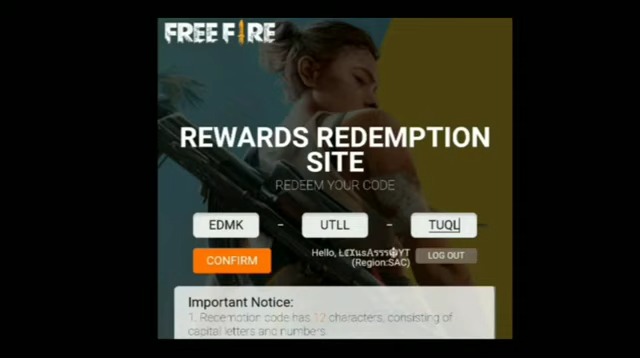 FREE FIRE
REWARDS REDEMPTION
SITE
REDEEM YOUR CODE
EDMK - UTLL - TUQL
CONFIRM
Hello,
(Region:SAC)
LOG OUT
Important Notice:
1. Redemption code has 12 characters, consisting of
capital letters and numbers